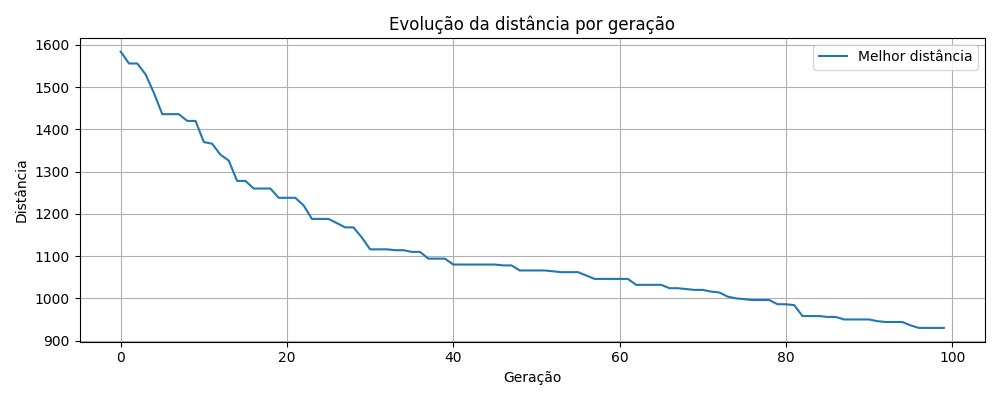 Evolução da distância por geração
Melhor distância
Distância
1600
1500
1400
1300
1200
1100
1000
900
0 20 40 60 80 100
Geração